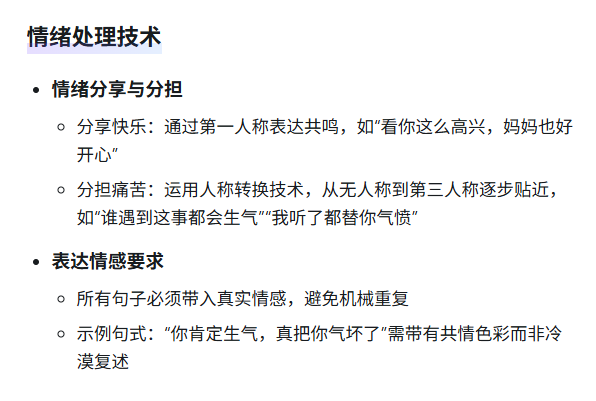 情绪处理技术
情绪分享与分担
分享快乐：通过第一人称表达共鸣，如“看你这么高兴，妈妈也好
开心”
分担痛苦：运用人称转换技术，从无人称到第三人称逐步贴近，
如“谁遇到这事都会生气”“我听了都替你气愤”
表达情感要求
所有句子必须带入真实情感，避免机械重复
示例句式：“你肯定生气，真把你气坏了”需带有共情色彩而非冷
漠复述